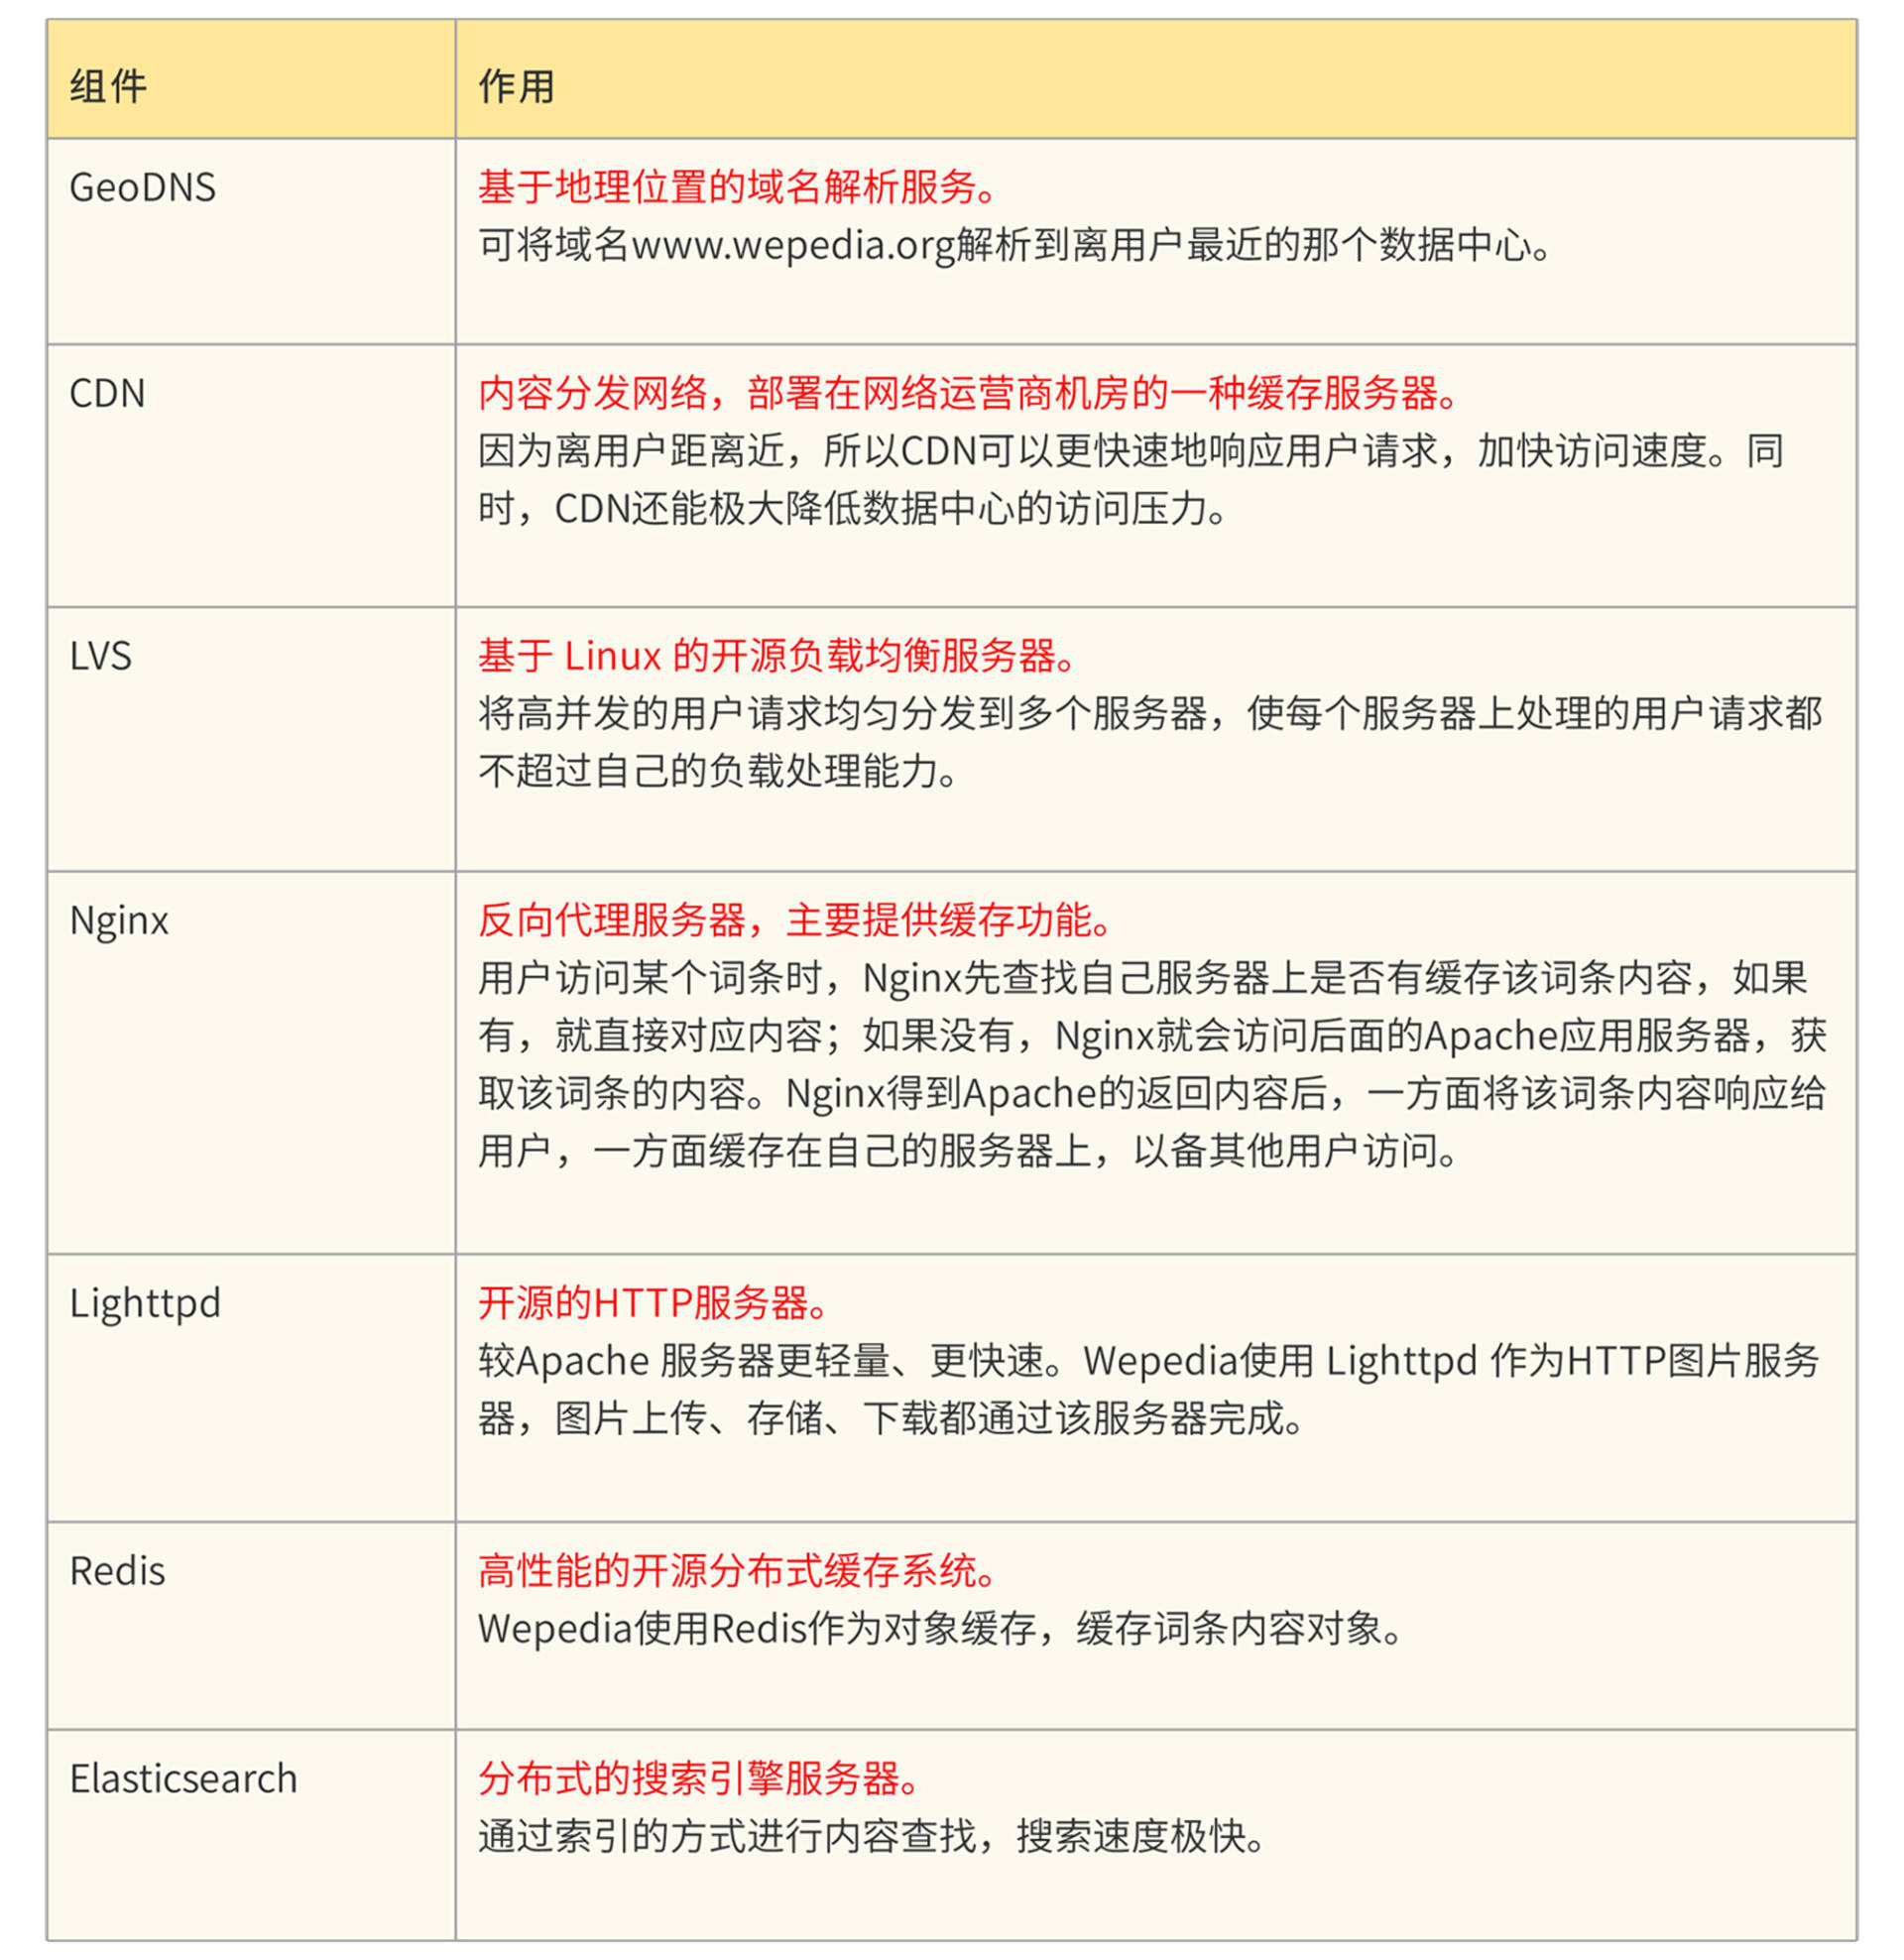 组件
作用
GeoDNS
基于地理位置的域名解析服务。
可将域名www.wepedia.org解析到离用户最近的那个数据中心。
CDN
内容分发网络，部署在网络运营商机房的一种缓存服务器。
因为离用户距离近，所以CDN可以更快速地响应用户请求，加快访问速度。同
时，CDN还能极大降低数据中心的访问压力。
LVS
基于 Linux 的开源负载均衡服务器。
将高并发的用户请求均匀分发到多个服务器，使每个服务器上处理的用户请求都
不超过自己的负载处理能力。
Nginx
反向代理服务器，主要提供缓存功能。
用户访问某个词条时，Nginx先查找自己服务器上是否有缓存该词条内容，如果
有，就直接对应内容；如果没有，Nginx就会访问后面的Apache应用服务器，获
取该词条的内容。Nginx得到Apache的返回内容后，一方面将该词条内容响应给
用户，一方面缓存在自己的服务器上，以备其他用户访问。
Lighttpd
开源的HTTP服务器。
较Apache 服务器更轻量、更快速。Wepedia使用 Lighttpd 作为HTTP图片服务
器，图片上传、存储、下载都通过该服务器完成。
Redis
高性能的开源分布式缓存系统。
Wepedia使用Redis作为对象缓存，缓存词条内容对象。
Elasticsearch
分布式的搜索引擎服务器。
通过索引的方式进行内容查找，搜索速度极快。